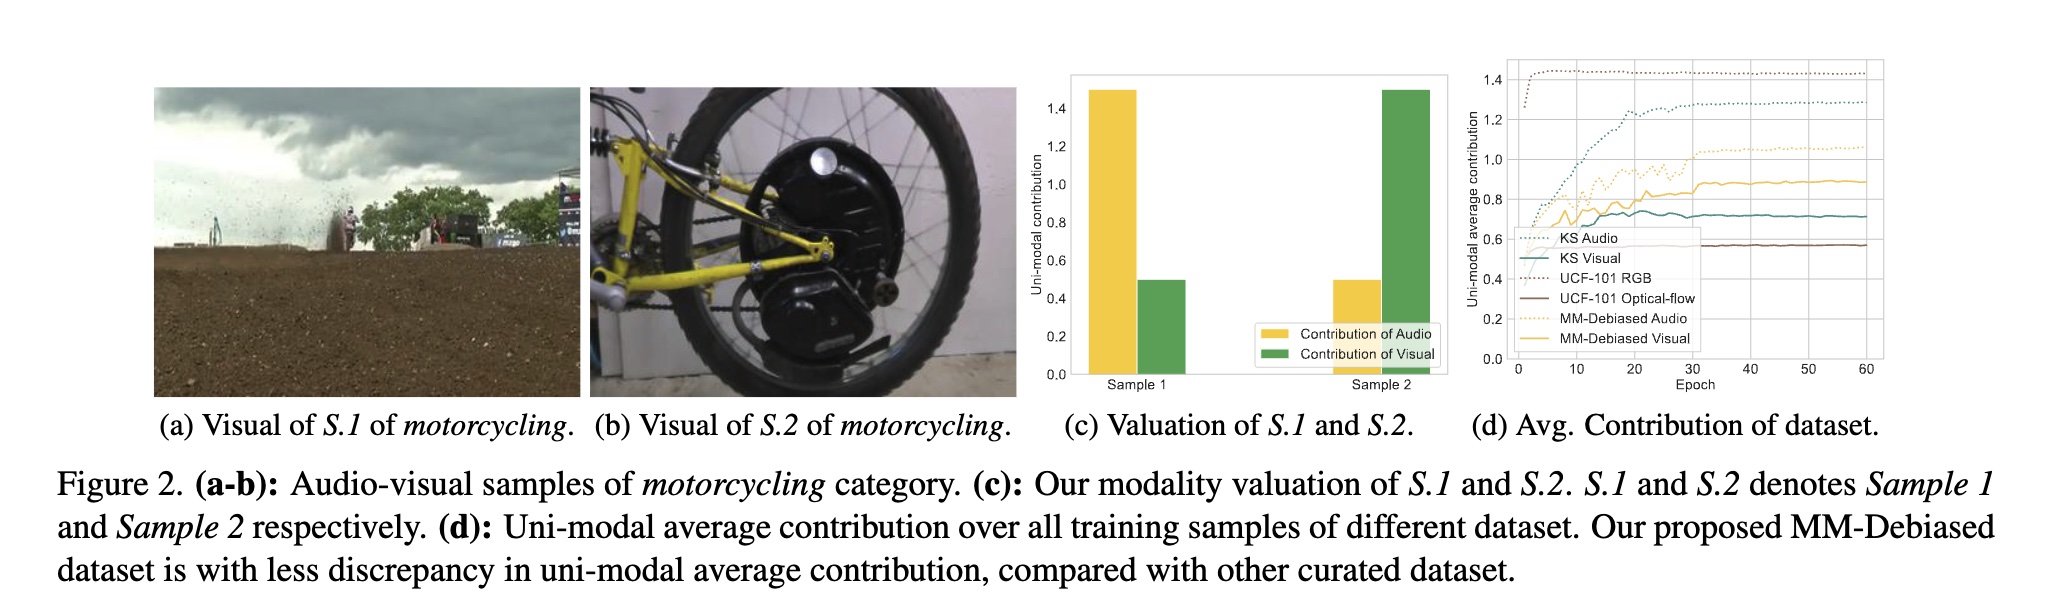 1.4
1.2
1.0
0.8
0.6
0.4
0.2
0.0
Uni-modal contribution
Sample 1
Sample 2
Contribution of Audio
Contribution of Visual
1.4
1.2
1.0
0.8
0.6
0.4
0.2
0.0
Uni-modal average contribution
KS Audio
KS Visual
UCF-101 RGB
UCF-101 Optical-flow
MM-Debiased Audio
MM-Debiased Visual
0 10 20 30 40 50 60
Epoch
(a) Visual of S.1 of motorcycling.
(b) Visual of S.2 of motorcycling.
(c) Valuation of S.1 and S.2.
(d) Avg. Contribution of dataset.
Figure 2. (a-b): Audio-visual samples of motorcycling category. (c): Our modality valuation of S.1 and S.2. S.1 and S.2 denotes Sample 1
and Sample 2 respectively. (d): Uni-modal average contribution over all training samples of different dataset. Our proposed MM-Debiased
dataset is with less discrepancy in uni-modal average contribution, compared with other curated dataset.